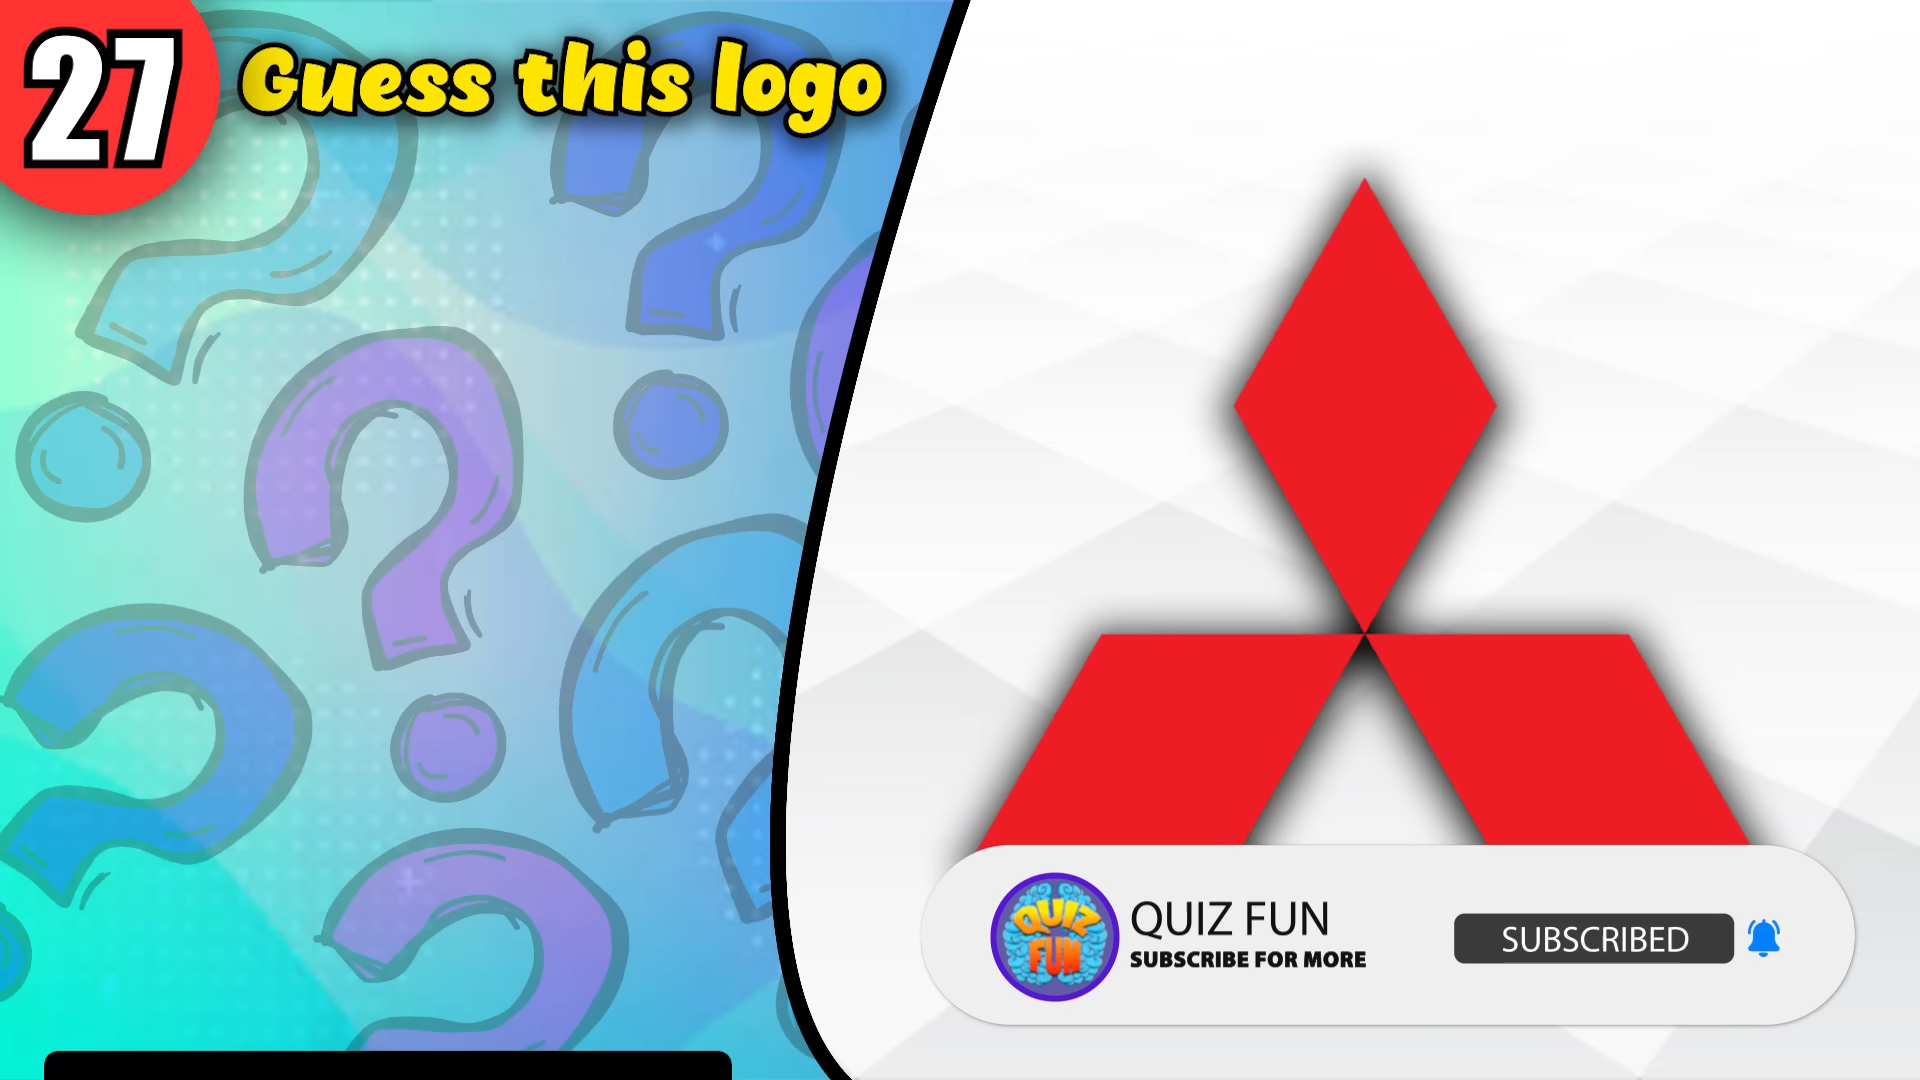 27
Guess this logo
QUIZ FUN
QUIZ FUN
SUBSCRIBE FOR MORE
SUBSCRIBED